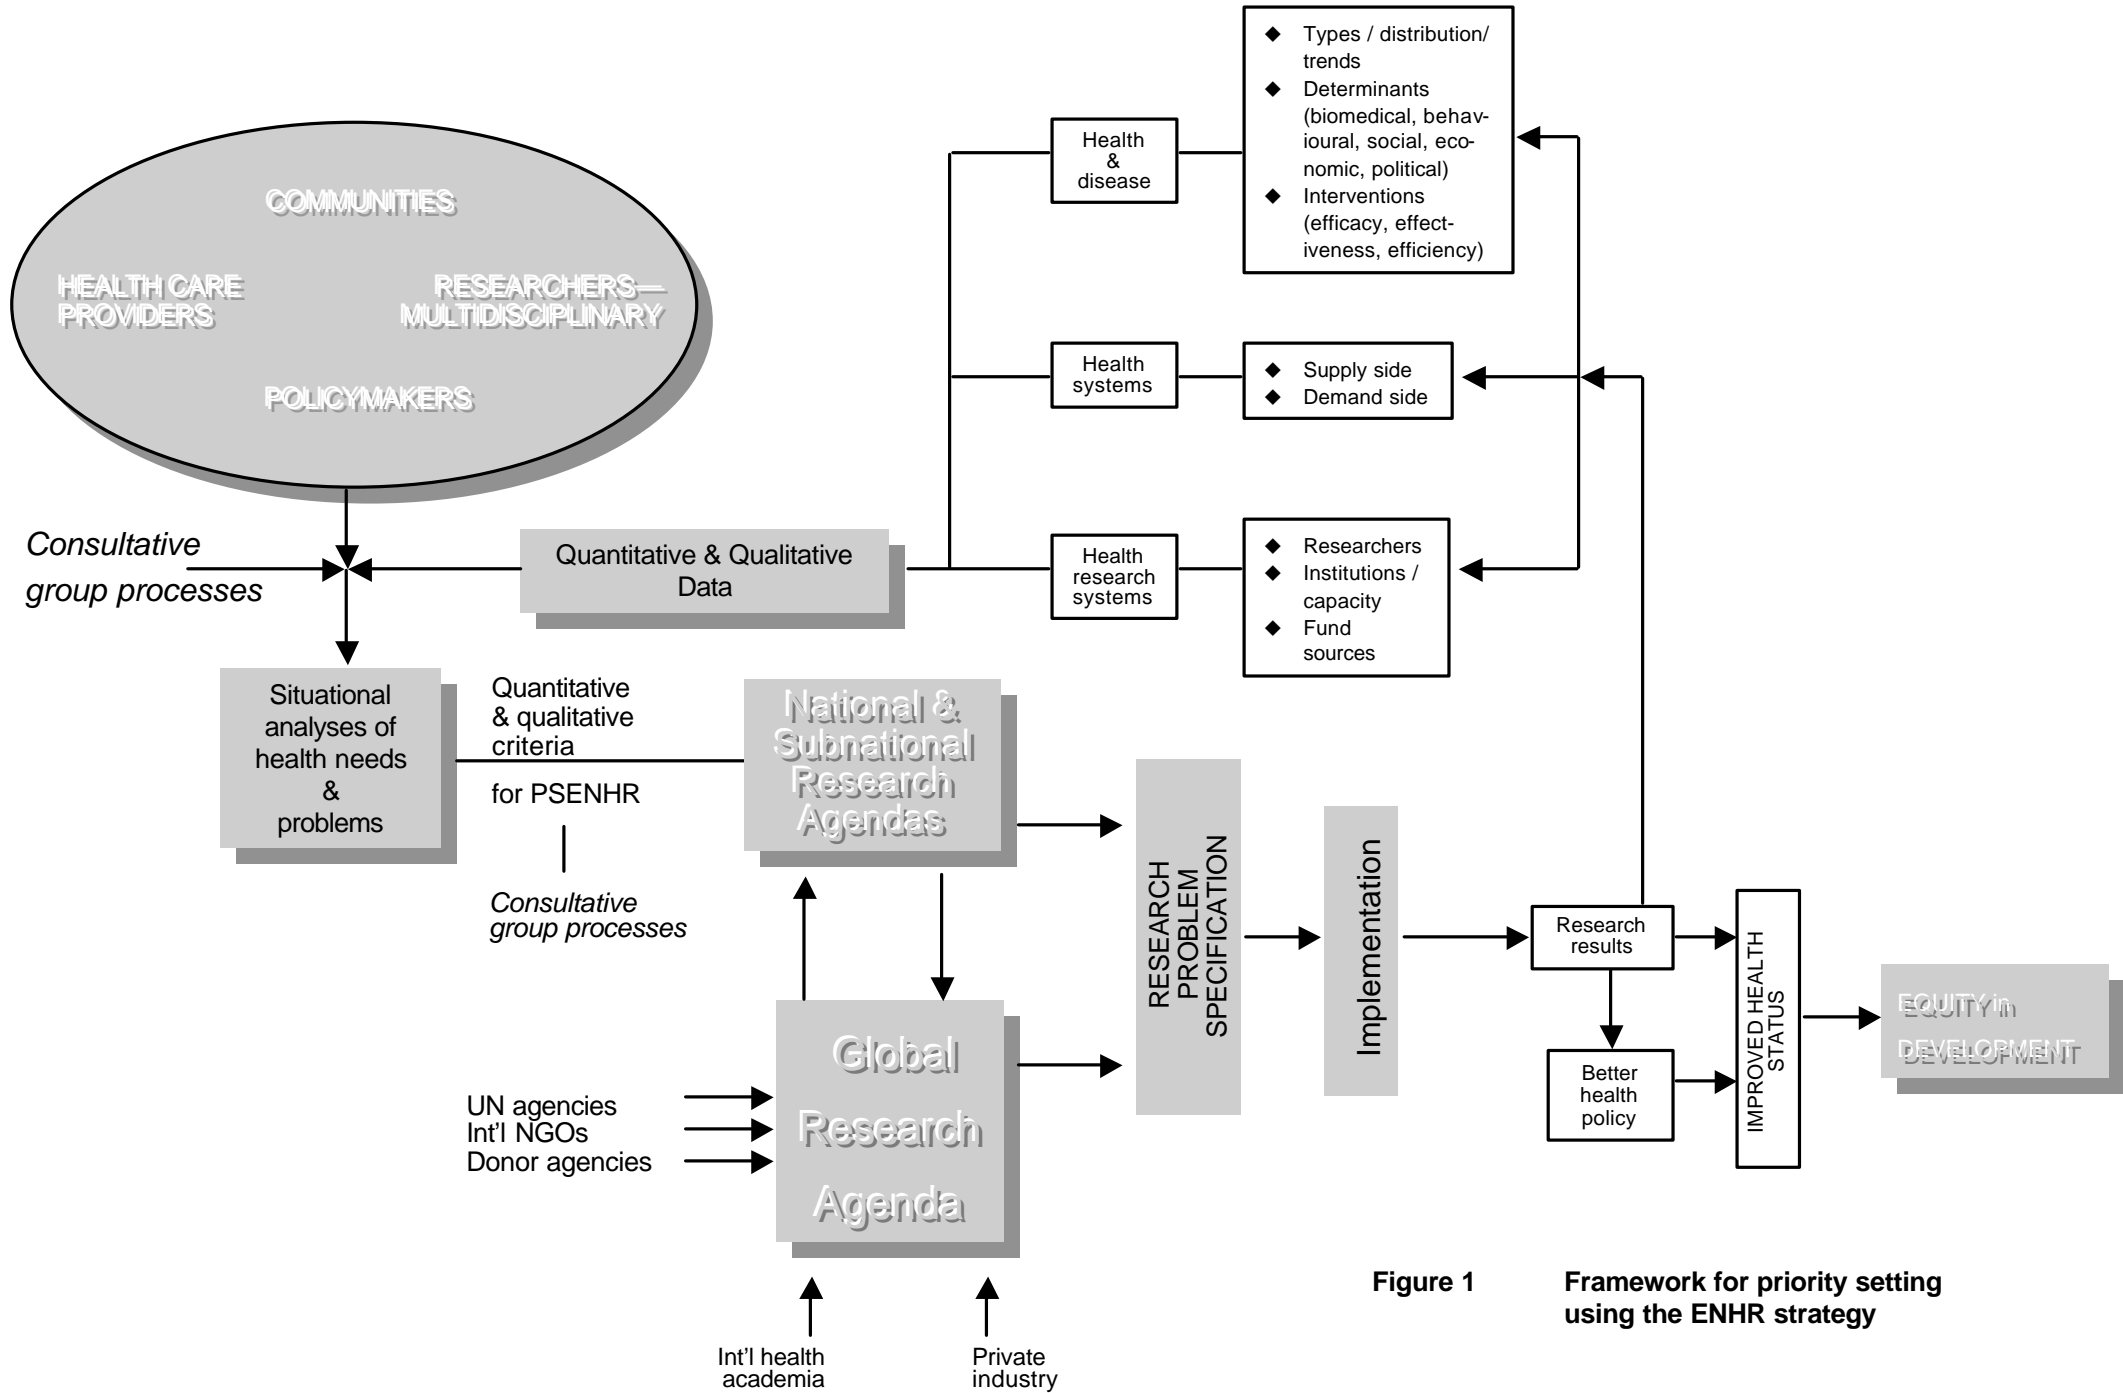 COMMUNITIES
HEALTH CARE
PROVIDERS
RESEARCHERS—
MULTIDISCIPLINARY
POLICYMAKERS
Consultative
group processes
Quantitative & Qualitative
Data
Health
&
disease
◆ Types / distribution/
trends
◆ Determinants
(biomedical, behav-
ioural, social, eco-
nomic, political)
◆ Interventions
(efficacy, effect-
iveness, efficiency)
Health
systems
◆ Supply side
◆ Demand side
Health
research
systems
◆ Researchers
◆ Institutions /
capacity
◆ Fund
sources
Situational
analyses of
health needs
&
problems
Quantitative
& qualitative
criteria
for PSENHR
Consultative
group processes
National &
Subnational
Research
Agendas
Global
Research
Agenda
UN agencies
Int'l NGOs
Donor agencies
Int'l health
academia
Private
industry
RESEARCH
PROBLEM
SPECIFICATION
Implementation
Research
results
Better
health
policy
IMPROVED HEALTH
STATUS
EQUITY in
DEVELOPMENT
Figure 1 Framework for priority setting
using the ENHR strategy